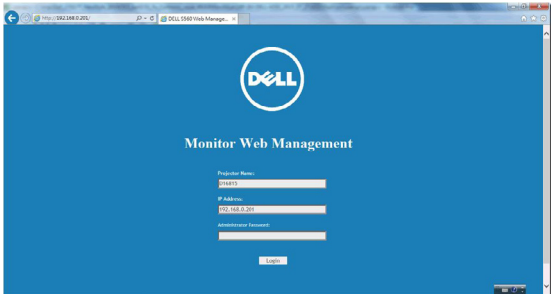 http://192.168.0.201/
DELL S560 Web Manage...
DELL
Monitor Web Management
Projector Name:
IP Address:
192.168.0.201
Administrator Password:
Login